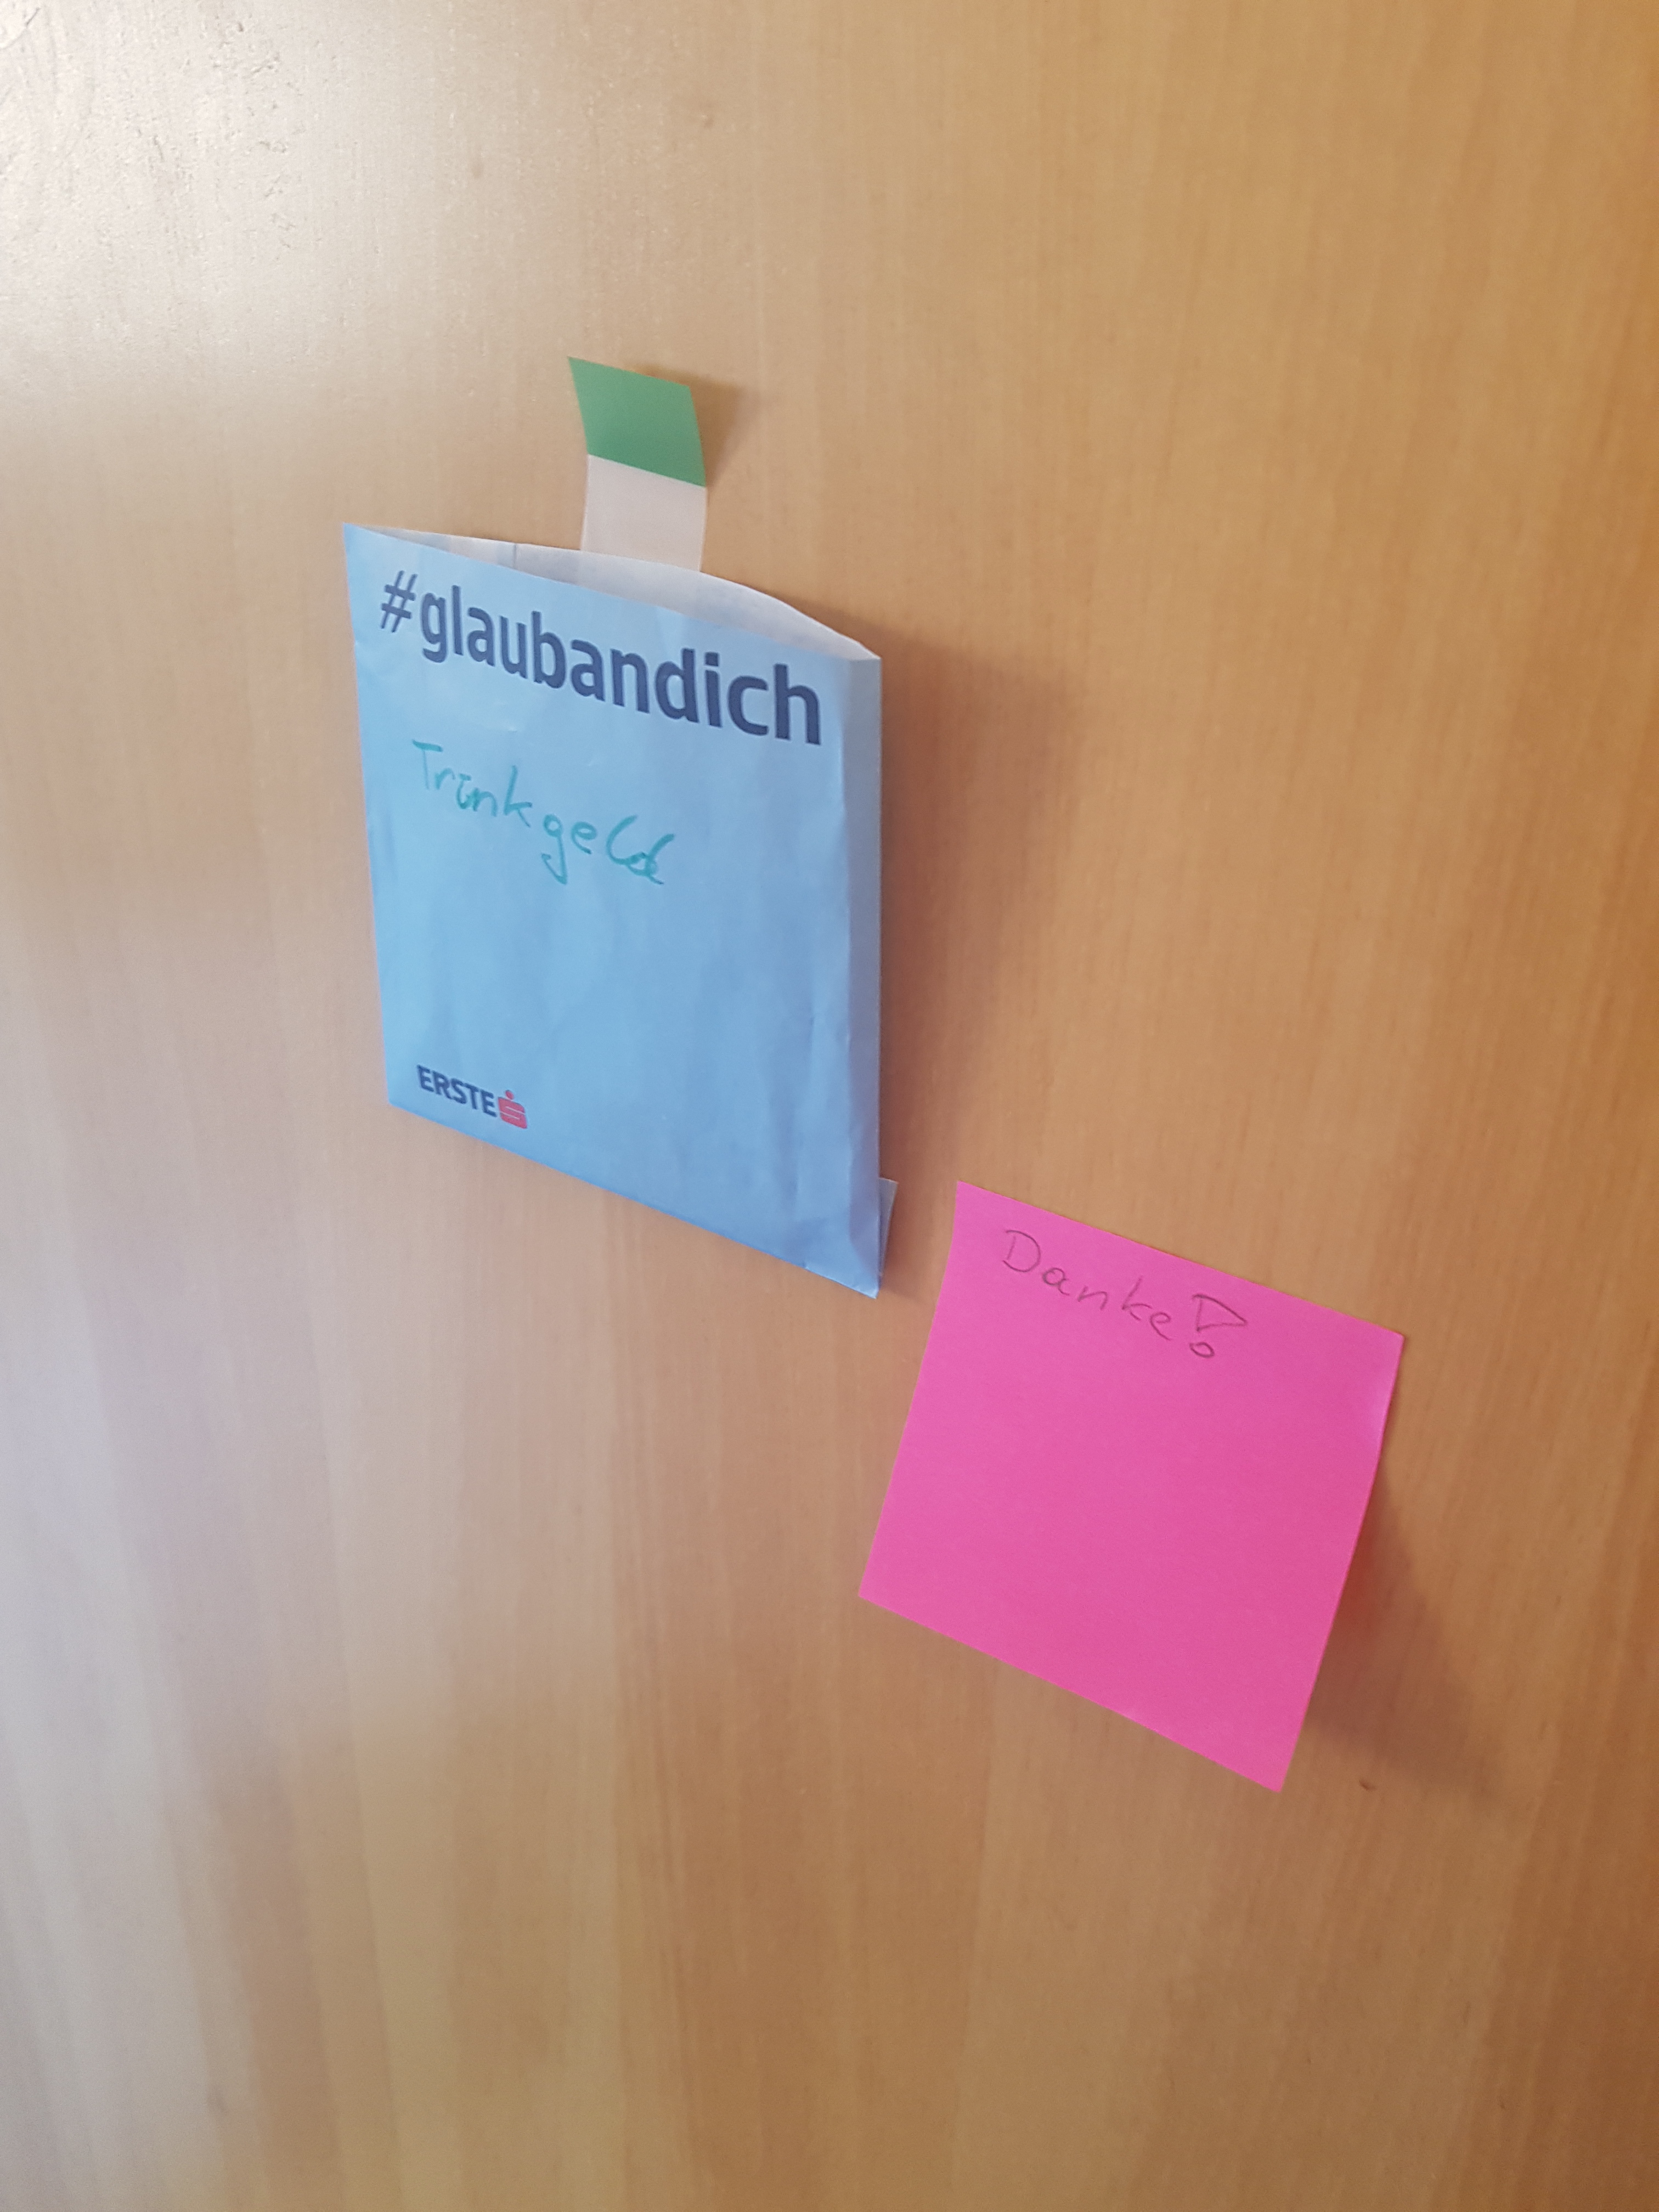 #glaubandich
Trinkgeld
ERSTE
Danke!